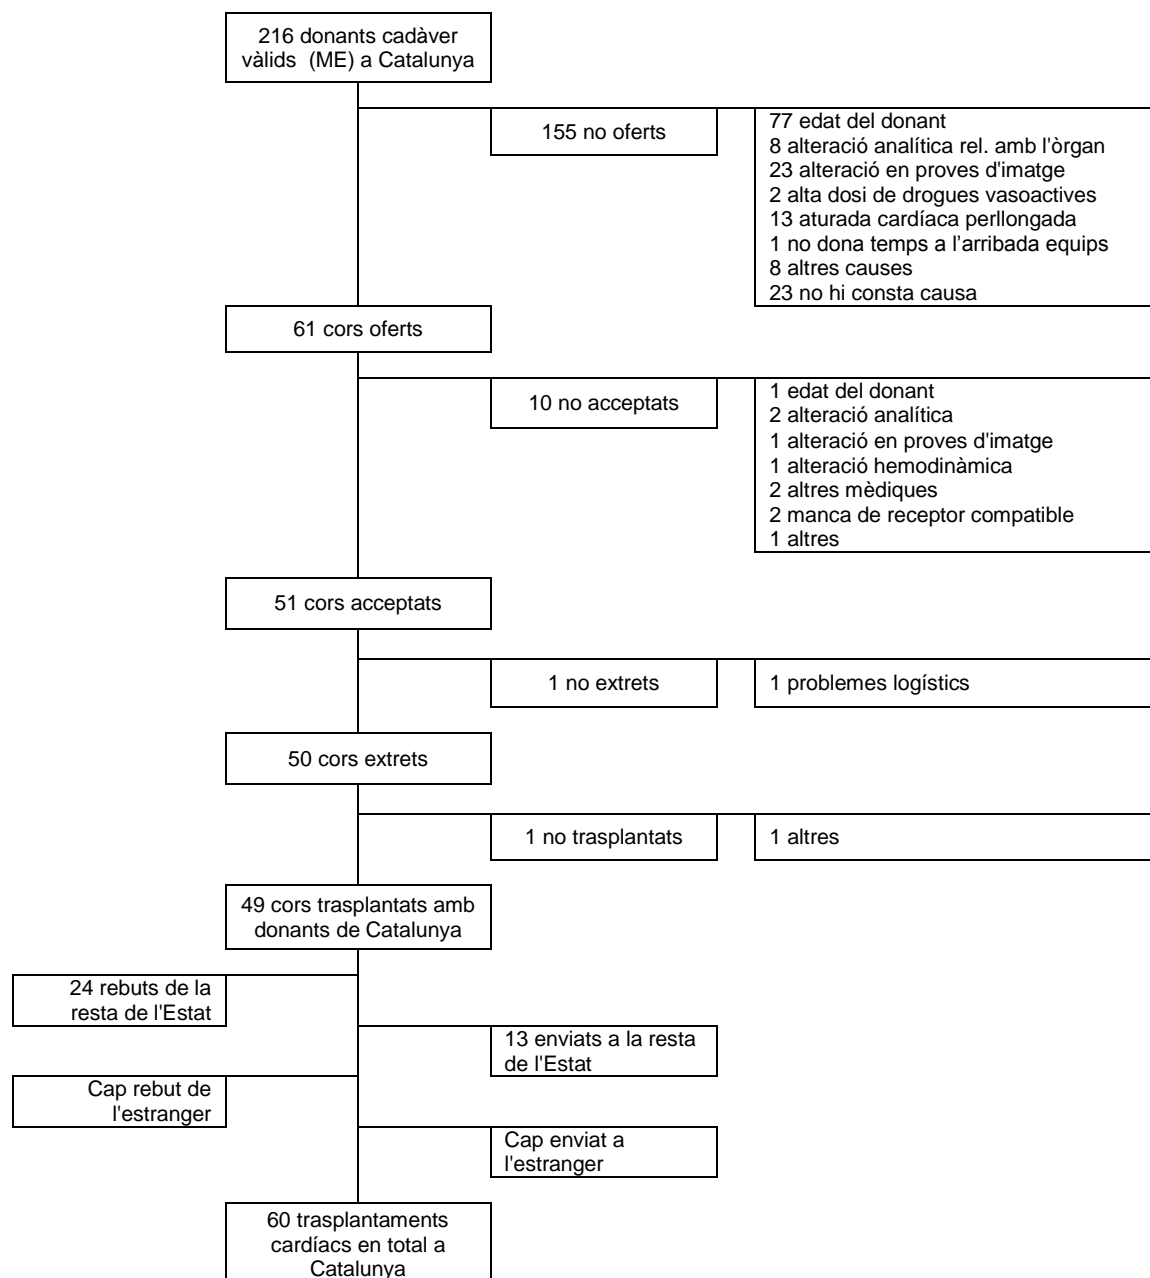 216 donants cadàver
vàlids (ME) a Catalunya
155 no oferts
77 edat del donant
8 alteració analítica rel. amb l'òrgan
23 alteració en proves d'imatge
2 alta dosi de drogues vasoactives
13 aturada cardíaca perllongada
1 no dona temps a l’arribada equips
8 altres causes
23 no hi consta causa
61 cors oferts
10 no acceptats
1 edat del donant
2 alteració analítica
1 alteració en proves d'imatge
1 alteració hemodinàmica
2 altres mèdiques
2 manca de receptor compatible
1 altres
51 cors acceptats
1 no extrets
1 problemes logístics
50 cors extrets
1 no trasplantats
1 altres
49 cors trasplantats amb
donants de Catalunya
24 rebuts de la
resta de l'Estat
13 enviats a la resta
de l'Estat
Cap rebut de
l'estranger
Cap enviat a
l'estranger
60 trasplantaments
cardíacs en total a
Catalunya